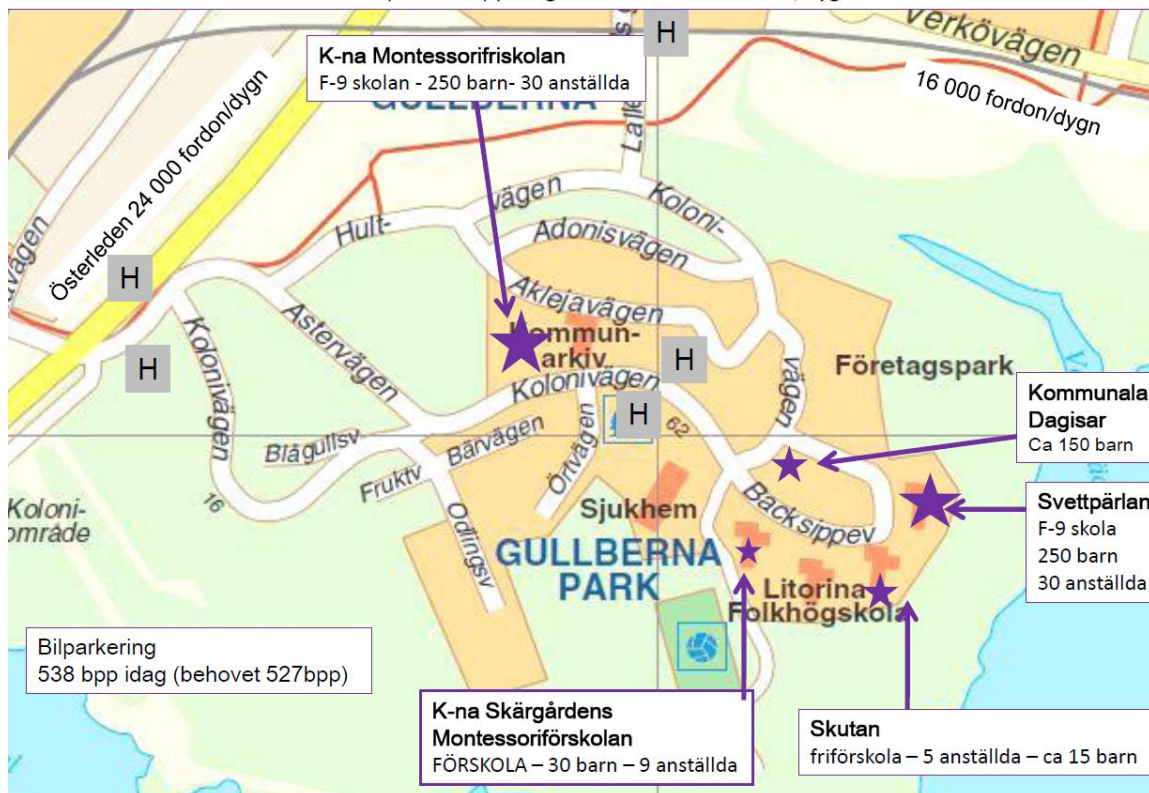 Verkövägen
H
K-na Montessorifriskolan
F-9 skolan - 250 barn- 30 anställda
GULLBERNA
16 000 fordon/dygn
Österleden 24 000 fordon/dygn
Hult-
vägen
Koloni-
vägen
Adonisvägen
Aklejavägen
H
H
H
H
Astervägen
Kommun-
arkiv
Kolonivägen
Kolonivägen
Företagspark
Kommunala
Dagisar
Ca 150 barn
62
Blågullsv
Bärvägen
Fruktv
Örtvägen
Odlingsv
16
Koloni-
område
Sjukhem
Backsippev
Svettpärlan
F-9 skola
250 barn
30 anställda
GULLBERNA
PARK
Litorina
Folkhögskola
Bilparkering
538 bpp idag (behovet 527bpp)
K-na Skärgårdens
Montessoriförskolan
FÖRSKOLA – 30 barn – 9 anställda
Skutan
friförskola – 5 anställda – ca 15 barn